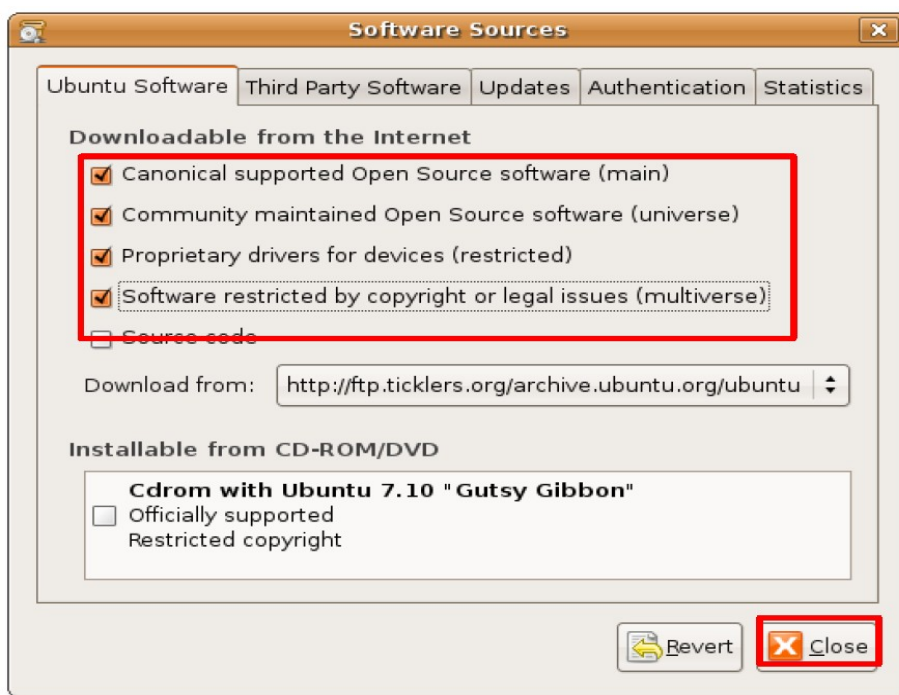 Software Sources
Ubuntu Software Third Party Software Updates Authentication Statistics
Downloadable from the Internet
Canonical supported Open Source software (main)
Community maintained Open Source software (universe)
Proprietary drivers for devices (restricted)
Software restricted by copyright or legal issues (multiverse)
Source code
Download from: http://ftp.ticklers.org/archive.ubuntu.org/ubuntu
Installable from CD-ROM/DVD
Cdrom with Ubuntu 7.10 "Gutsy Gibbon"
Officially supported
Restricted copyright
Revert Close